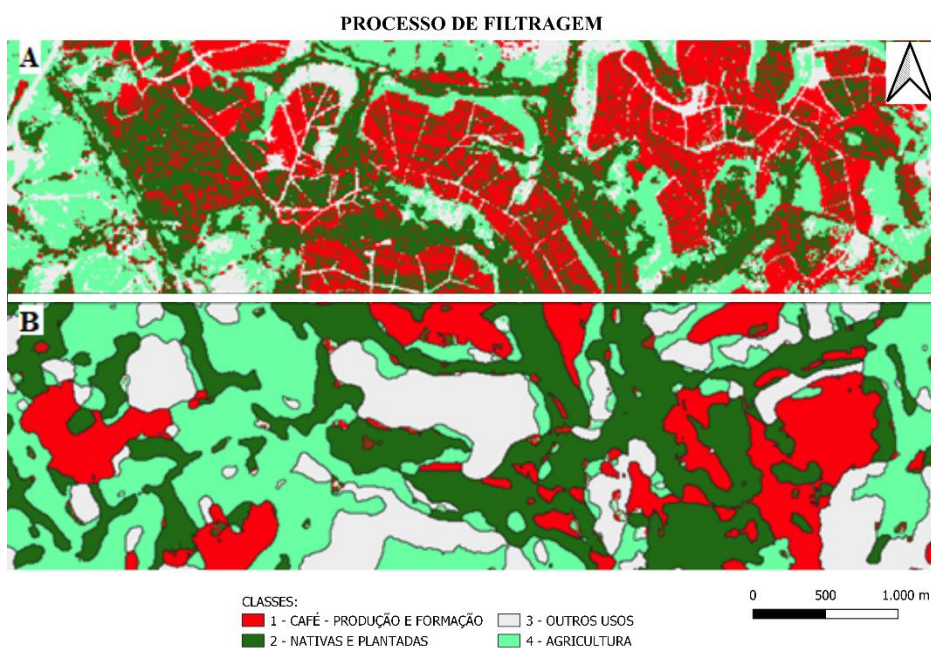 PROCESSO DE FILTRAGEM
A
B
CLASSES:
1 - CAFÉ - PRODUÇÃO E FORMAÇÃO
2 - NATIVAS E PLANTADAS
3 - OUTROS USOS
4 - AGRICULTURA
0 500 1.000 m